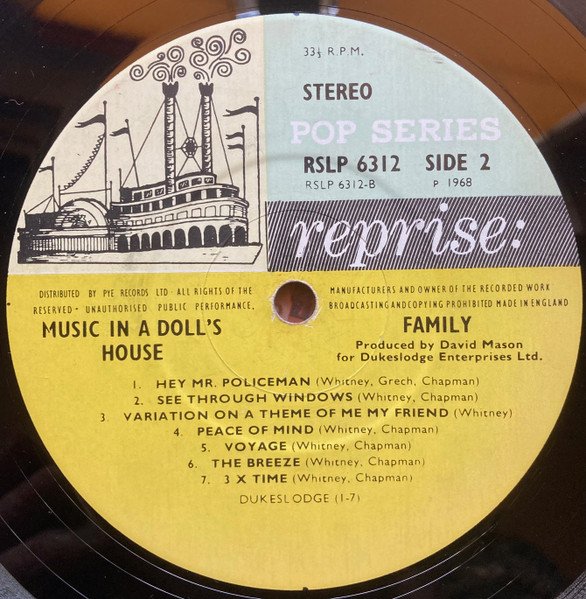 33⅓ R.P.M.
STEREO
POP SERIES
RSLP 6312 SIDE 2
RSLP 6312-B P 1968
reprise:
DISTRIBUTED BY PYE RECORDS LTD · ALL RIGHTS OF THE MANUFACTURERS AND OWNER OF THE RECORDED WORK
RESERVED · UNAUTHORISED PUBLIC PERFORMANCE, BROADCASTING AND COPYING PROHIBITED MADE IN ENGLAND
MUSIC IN A DOLL'S
HOUSE
FAMILY
Produced by David Mason
for Dukeslodge Enterprises Ltd.
1. HEY MR. POLICEMAN (Whitney, Grech, Chapman)
2. SEE THROUGH WINDOWS (Whitney, Chapman)
3. VARIATION ON A THEME OF ME MY FRIEND (Whitney)
4. PEACE OF MIND (Whitney, Chapman)
5. VOYAGE (Whitney, Chapman)
6. THE BREEZE (Whitney, Chapman)
7. 3 X TIME (Whitney, Chapman)
DUKESLODGE (1-7)